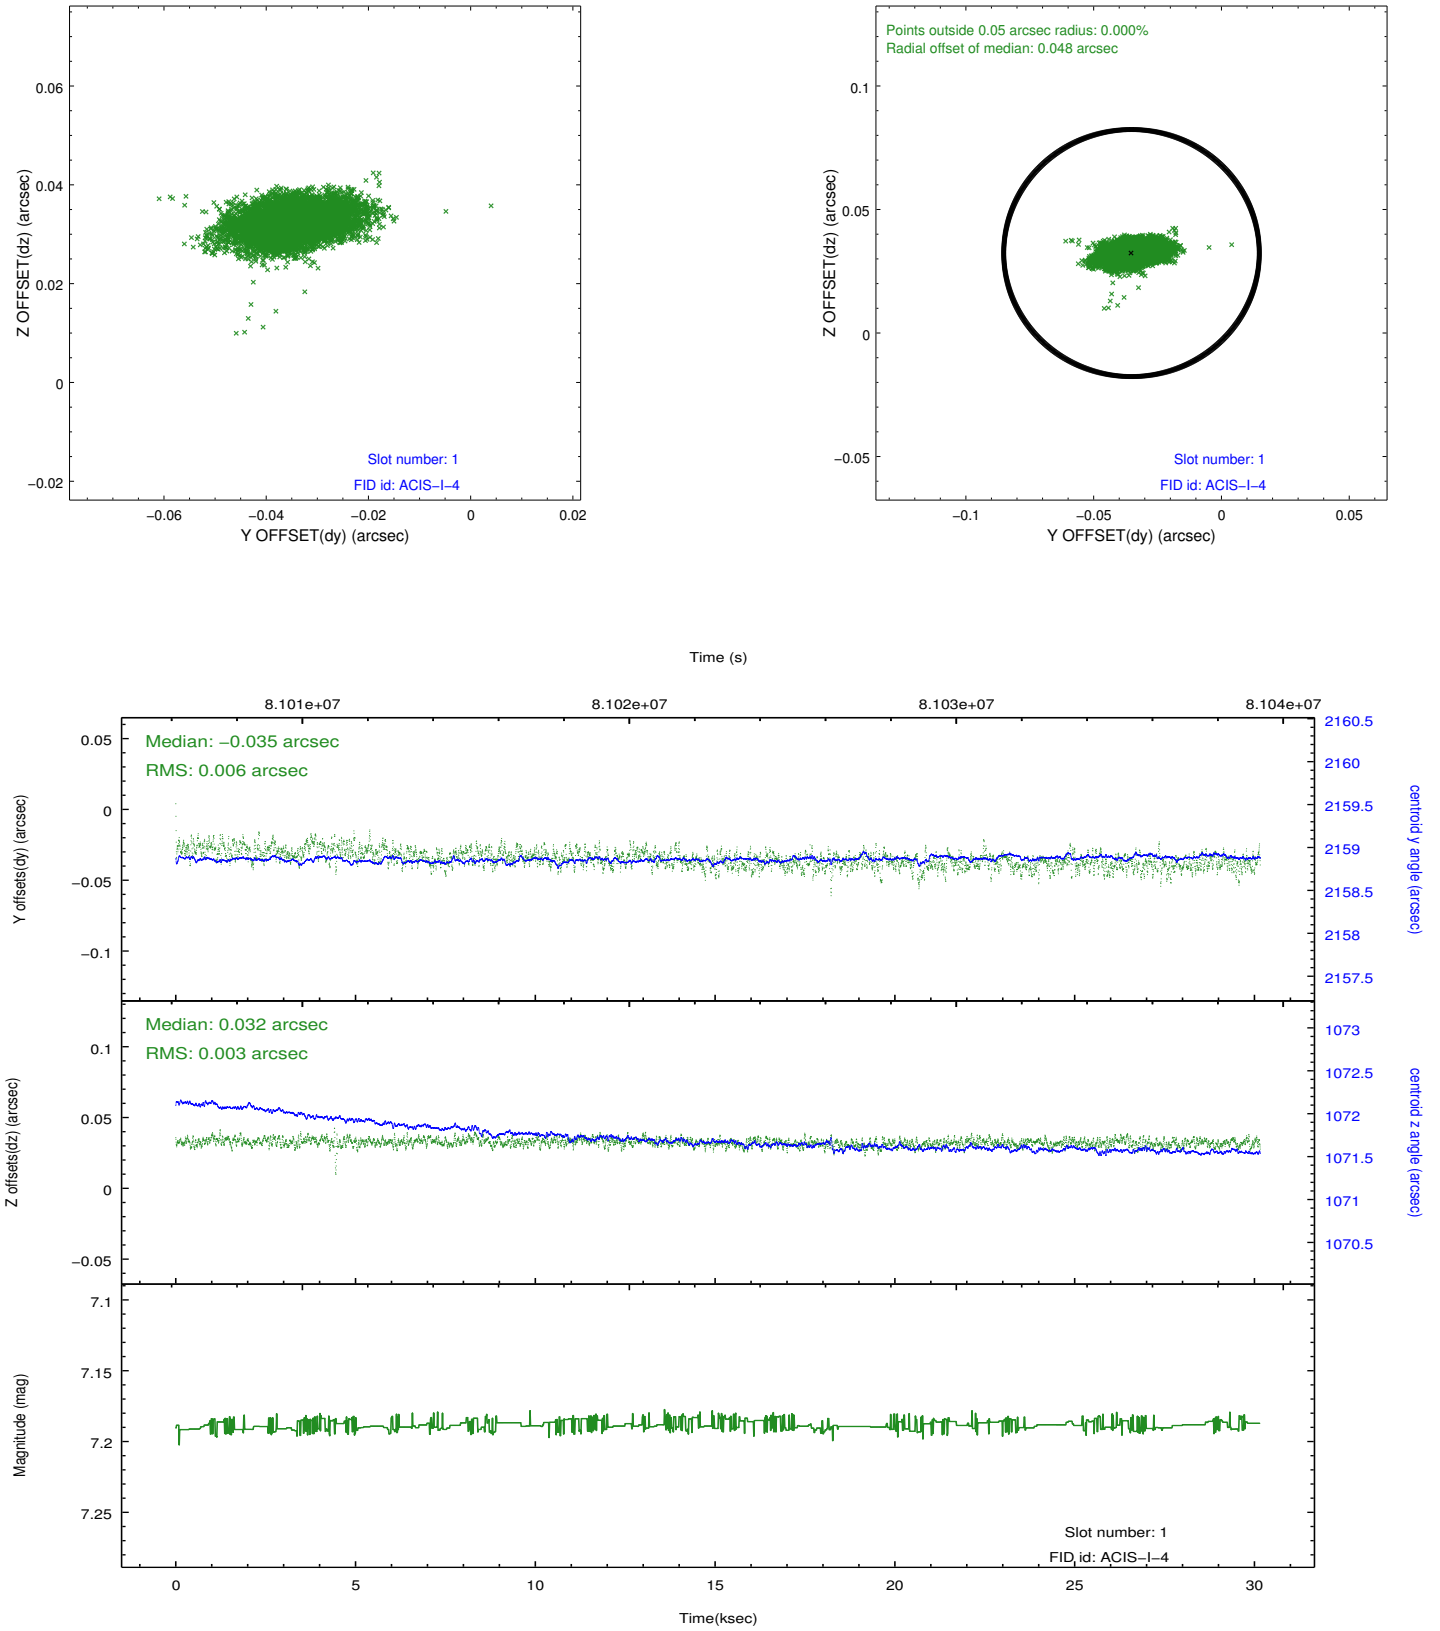 0.06
0.04
0.02
0
−0.02
Z OFFSET(dz) (arcsec)
Slot number: 1
FID id: ACIS−I−4
−0.06
−0.04
−0.02
0
0.02
Y OFFSET(dy) (arcsec)
Points outside 0.05 arcsec radius: 0.000%
Radial offset of median: 0.048 arcsec
0.1
0.05
0
−0.05
Z OFFSET(dz) (arcsec)
Slot number: 1
FID id: ACIS−I−4
−0.1
−0.05
0
0.05
Y OFFSET(dy) (arcsec)
Time (s)
8.101e+07
8.102e+07
8.103e+07
8.104e+07
Median: −0.035 arcsec
RMS: 0.006 arcsec
0.05
0
−0.05
−0.1
Y offsets(dy) (arcsec)
2160.5
2160
2159.5
2159
2158.5
2158
2157.5
centroid y angle (arcsec)
Median: 0.032 arcsec
RMS: 0.003 arcsec
0.1
0.05
0
−0.05
Z offsets(dz) (arcsec)
1073
1072.5
1072
1071.5
1071
1070.5
centroid z angle (arcsec)
7.1
7.15
7.2
7.25
Magnitude (mag)
Slot number: 1
FID id: ACIS−I−4
0
5
10
15
20
25
30
Time(ksec)